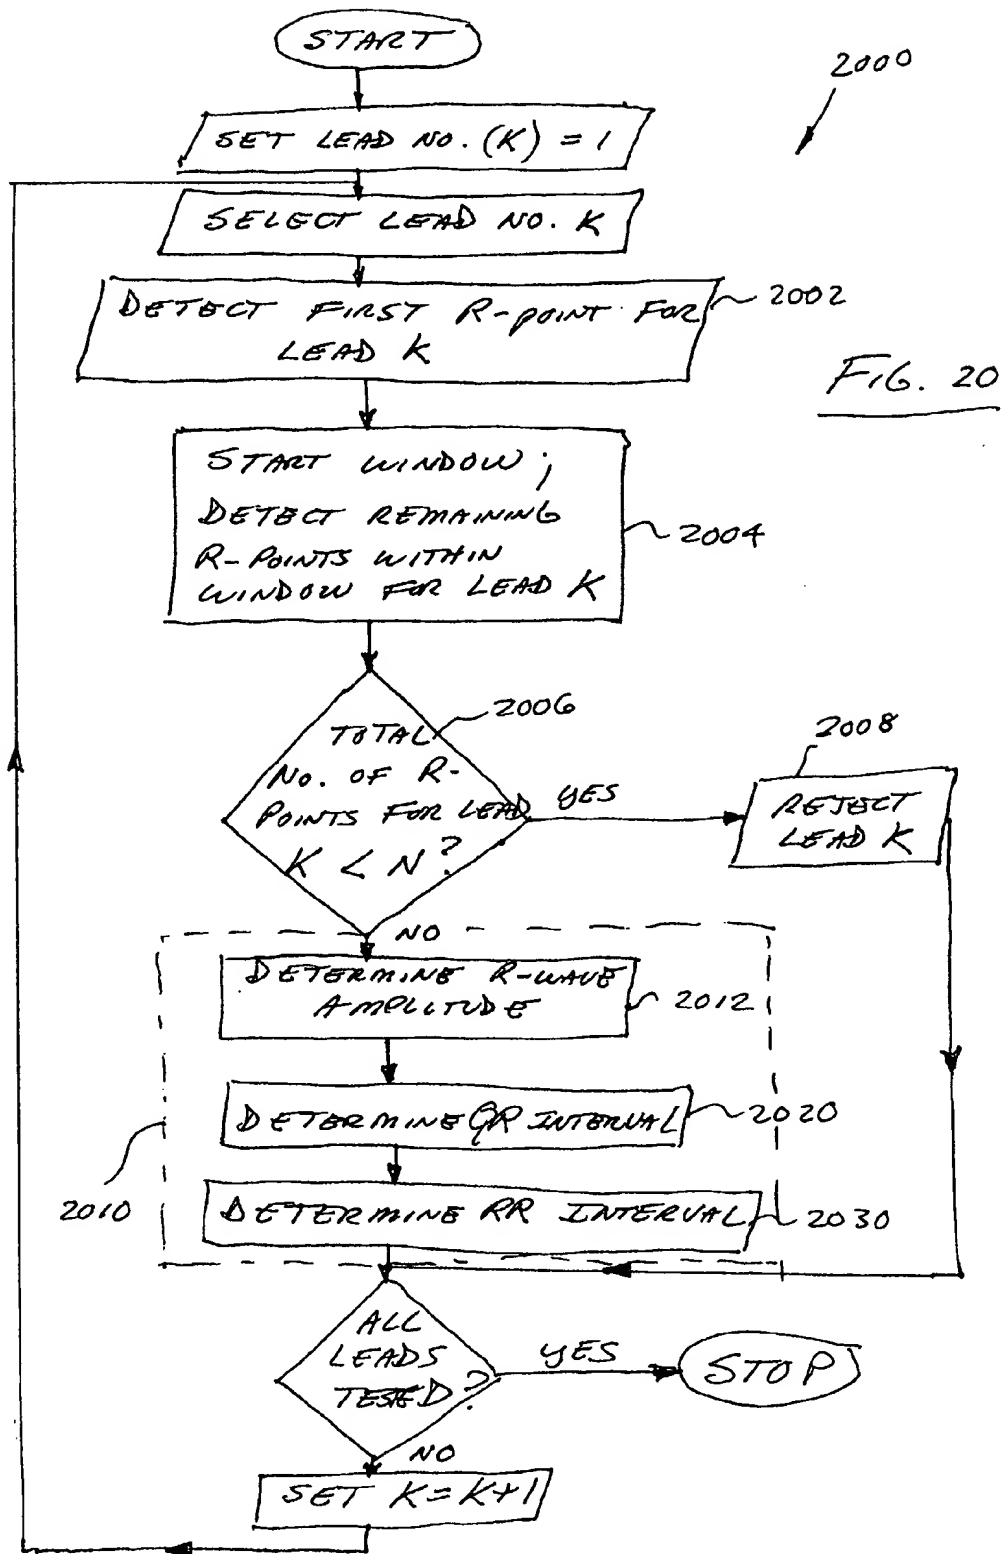 START
2000
SET LEAD NO. (K) = 1
SELECT LEAD NO. K
DETECT FIRST R-POINT FOR
LEAD K
2002
FIG. 20
START WINDOW;
DETECT REMAINING
R-POINTS WITHIN
WINDOW FOR LEAD K
2004
TOTAL
NO. OF R-
POINTS FOR LEAD
K < N?
2006
YES
2008
REJECT
LEAD K
NO
DETERMINE R-WAVE
AMPLITUDE
2012
DETERMINE QR INTERVAL
2020
2010
DETERMINE RR INTERVAL
2030
ALL
LEADS
TESTED?
YES
STOP
NO
SET K=K+1